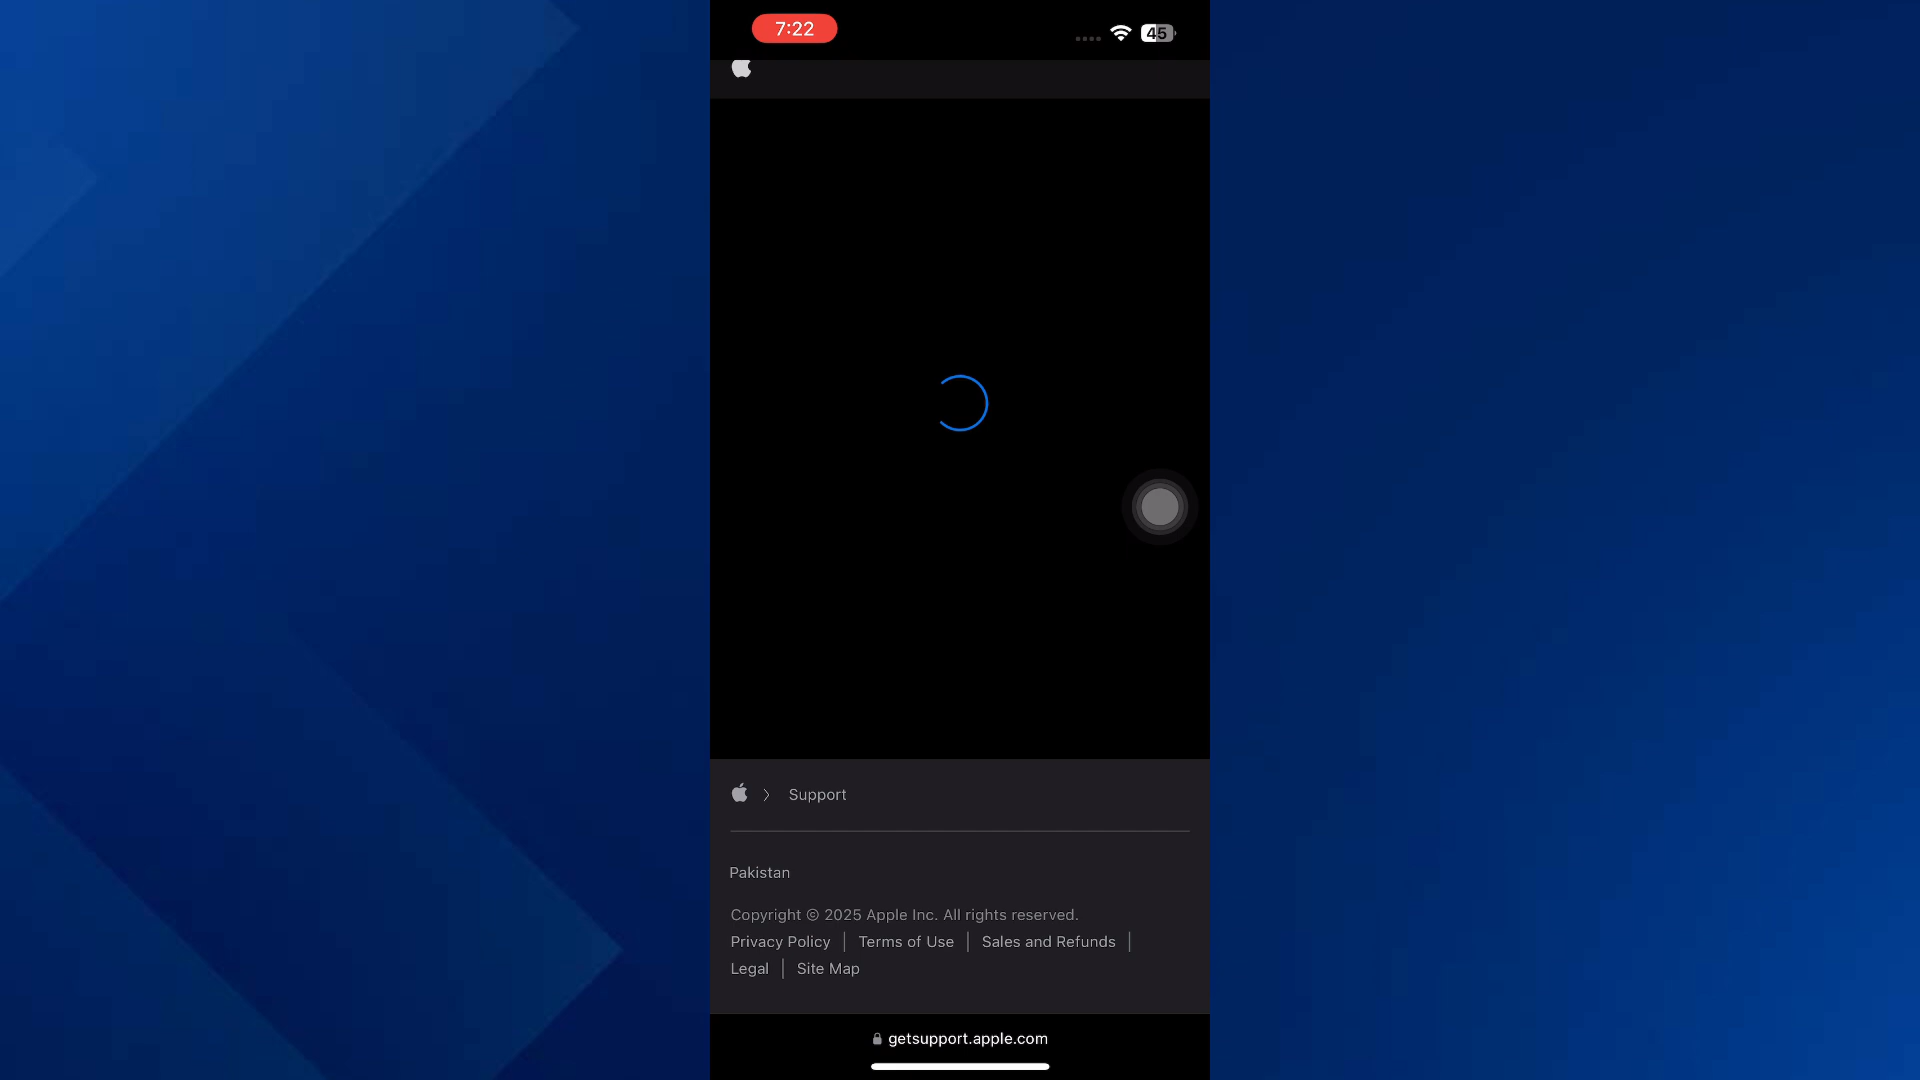 7:22
45
Support
Pakistan
Copyright © 2025 Apple Inc. All rights reserved.
Privacy Policy | Terms of Use | Sales and Refunds |
Legal | Site Map
getsupport.apple.com